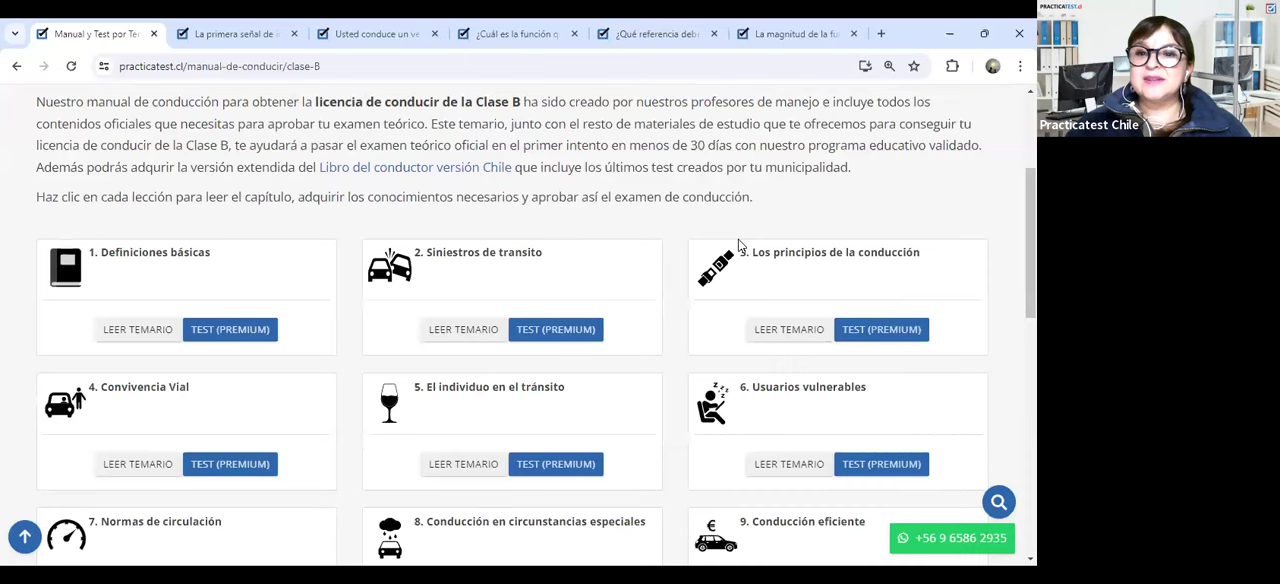 Manual y Test por Te
La primera señal de i
Usted conduce un ve
¿Cuál es la función q
¿Qué referencia deb
La magnitud de la fu
practicatest.cl/manual-de-conducir/clase-B
PRACTICATEST.cl
Practicatest Chile
Nuestro manual de conducción para obtener la licencia de conducir de la Clase B ha sido creado por nuestros profesores de manejo e incluye todos los
contenidos oficiales que necesitas para aprobar tu examen teórico. Este temario, junto con el resto de materiales de estudio que te ofrecemos para conseguir tu
licencia de conducir de la Clase B, te ayudará a pasar el examen teórico oficial en el primer intento en menos de 30 días con nuestro programa educativo validado.
Además podrás adqurir la versión extendida del Libro del conductor versión Chile que incluye los últimos test creados por tu municipalidad.
Haz clic en cada lección para leer el capítulo, adquirir los conocimientos necesarios y aprobar así el examen de conducción.
1. Definiciones básicas
LEER TEMARIO TEST (PREMIUM)
2. Siniestros de transito
LEER TEMARIO TEST (PREMIUM)
3. Los principios de la conducción
LEER TEMARIO TEST (PREMIUM)
4. Convivencia Vial
LEER TEMARIO TEST (PREMIUM)
5. El individuo en el tránsito
LEER TEMARIO TEST (PREMIUM)
6. Usuarios vulnerables
LEER TEMARIO TEST (PREMIUM)
7. Normas de circulación
8. Conducción en circunstancias especiales
9. Conducción eficiente
€
+56 9 6586 2935